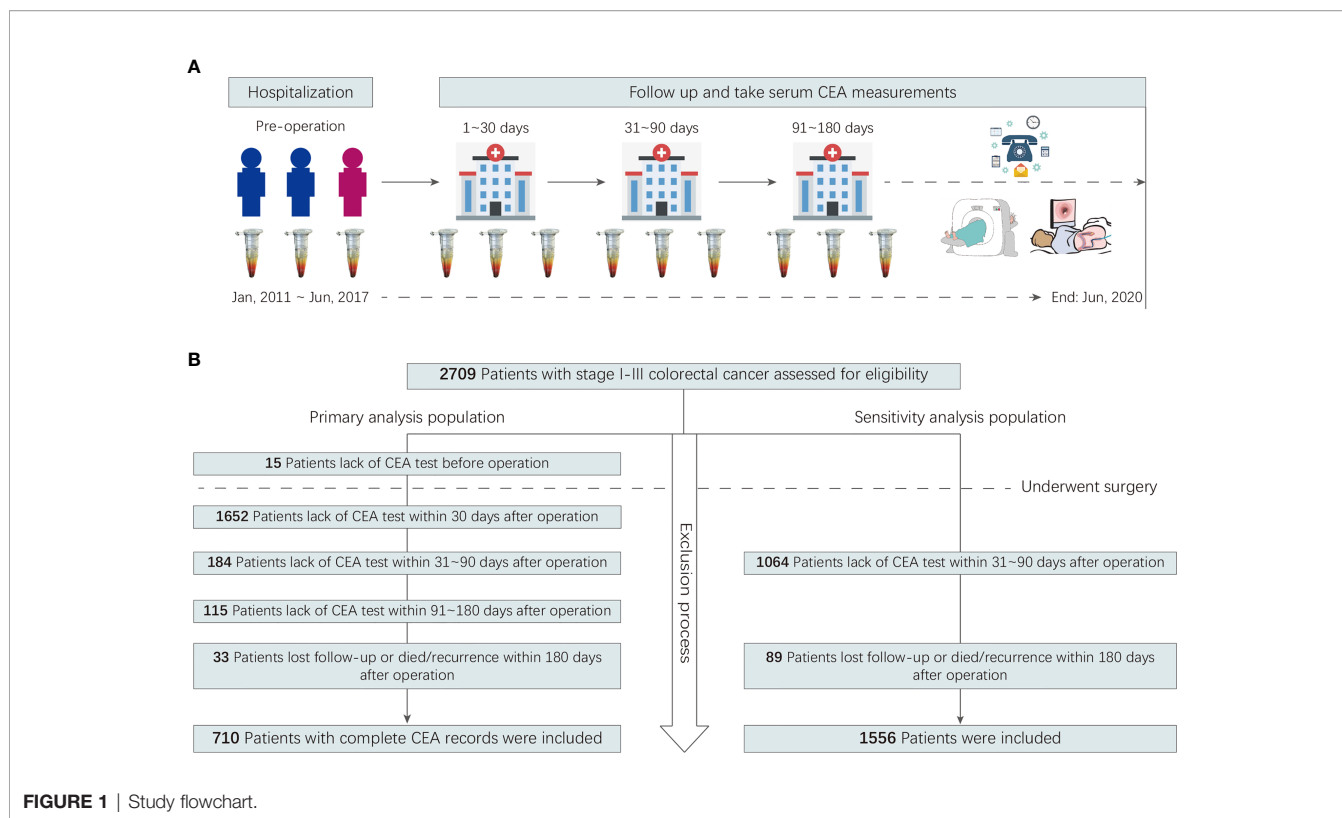 A
Hospitalization
Follow up and take serum CEA measurements
Pre-operation
1~30 days
31~90 days
91~180 days
Jan, 2011 ~ Jun, 2017
End: Jun, 2020
B
2709 Patients with stage I-III colorectal cancer assessed for eligibility
Primary analysis population
Sensitivity analysis population
15 Patients lack of CEA test before operation
Underwent surgery
1652 Patients lack of CEA test within 30 days after operation
184 Patients lack of CEA test within 31~90 days after operation
1064 Patients lack of CEA test within 31~90 days after operation
115 Patients lack of CEA test within 91~180 days after operation
Exclusion process
33 Patients lost follow-up or died/recurrence within 180 days
after operation
89 Patients lost follow-up or died/recurrence within 180 days
after operation
710 Patients with complete CEA records were included
1556 Patients were included
FIGURE 1 | Study flowchart.